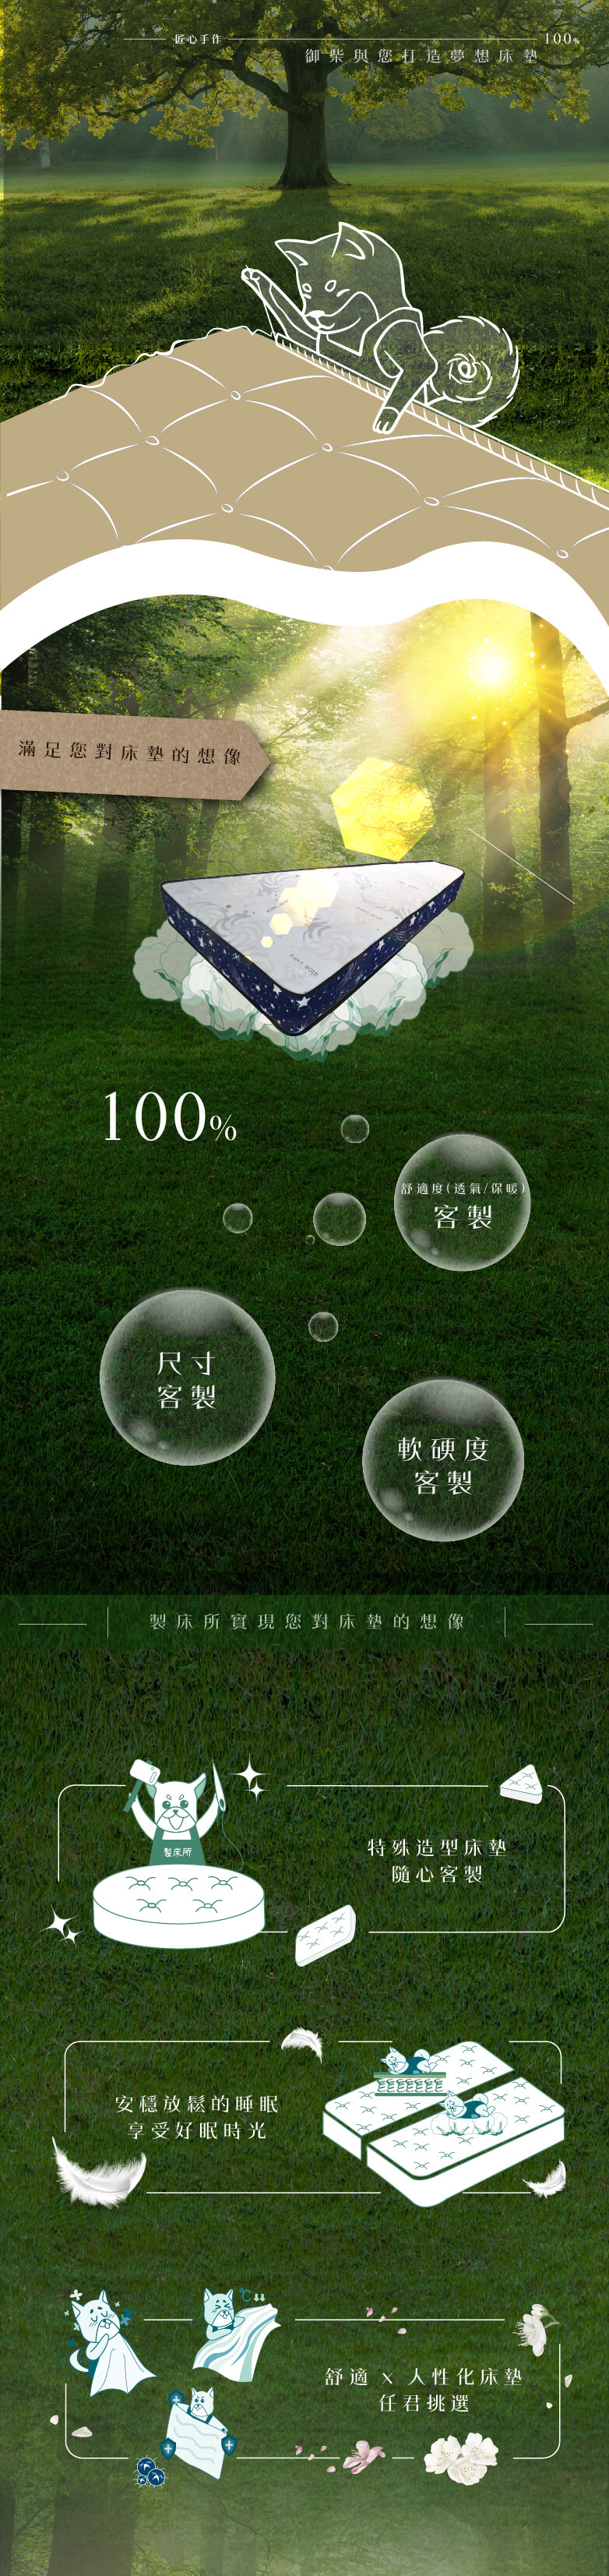 匠心手作
100%
御柴與您打造夢想床墊
滿足您對床墊的想像
100%
舒適度(透氣/保暖)
客製
尺寸
客製
軟硬度
客製
製床所實現您對床墊的想像
製床所
特殊造型床墊
隨心客製
安穩放鬆的睡眠
享受好眠時光
℃
舒適 x 人性化床墊
任君挑選